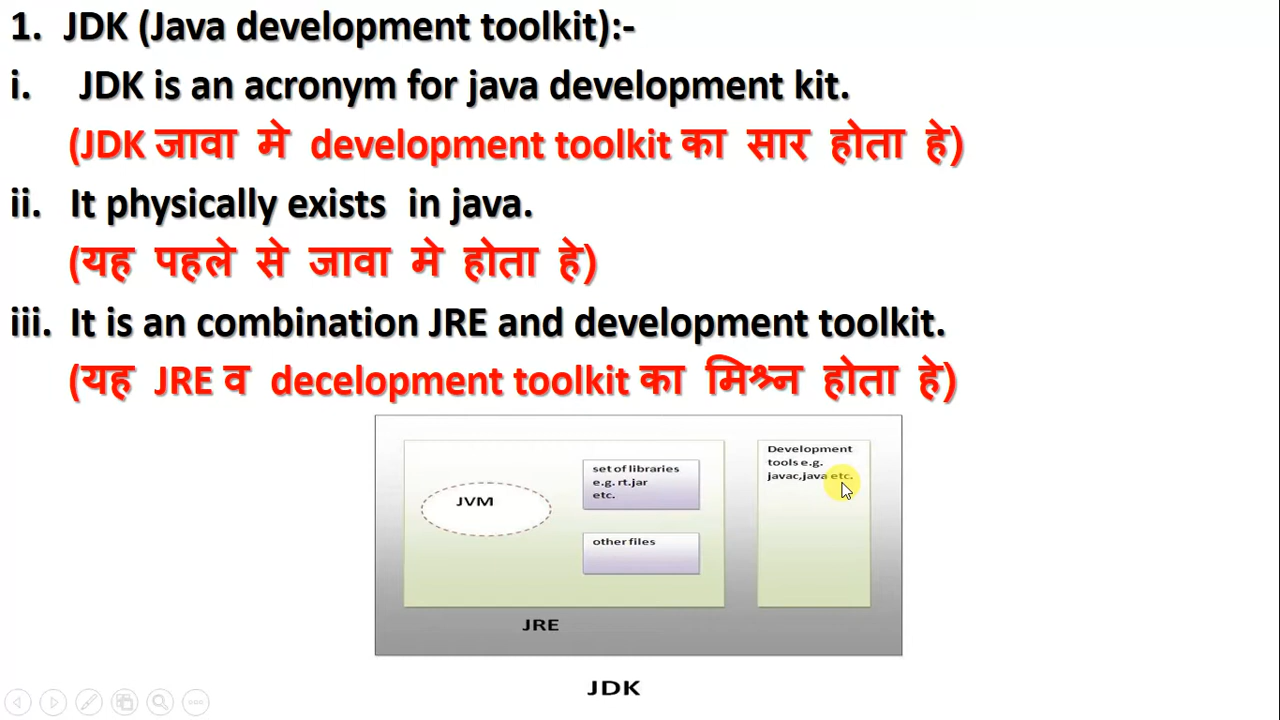 1. JDK (Java development toolkit):-
i. JDK is an acronym for java development kit.
(JDK जावा मे development toolkit का सार होता हे)
ii. It physically exists in java.
(यह पहले से जावा मे होता हे)
iii. It is an combination JRE and development toolkit.
(यह JRE व decelopment toolkit का मिश्र्न होता हे)
JVM
set of libraries
e.g. rt.jar
etc.
other files
JRE
Development
tools e.g.
javac,java etc.
JDK